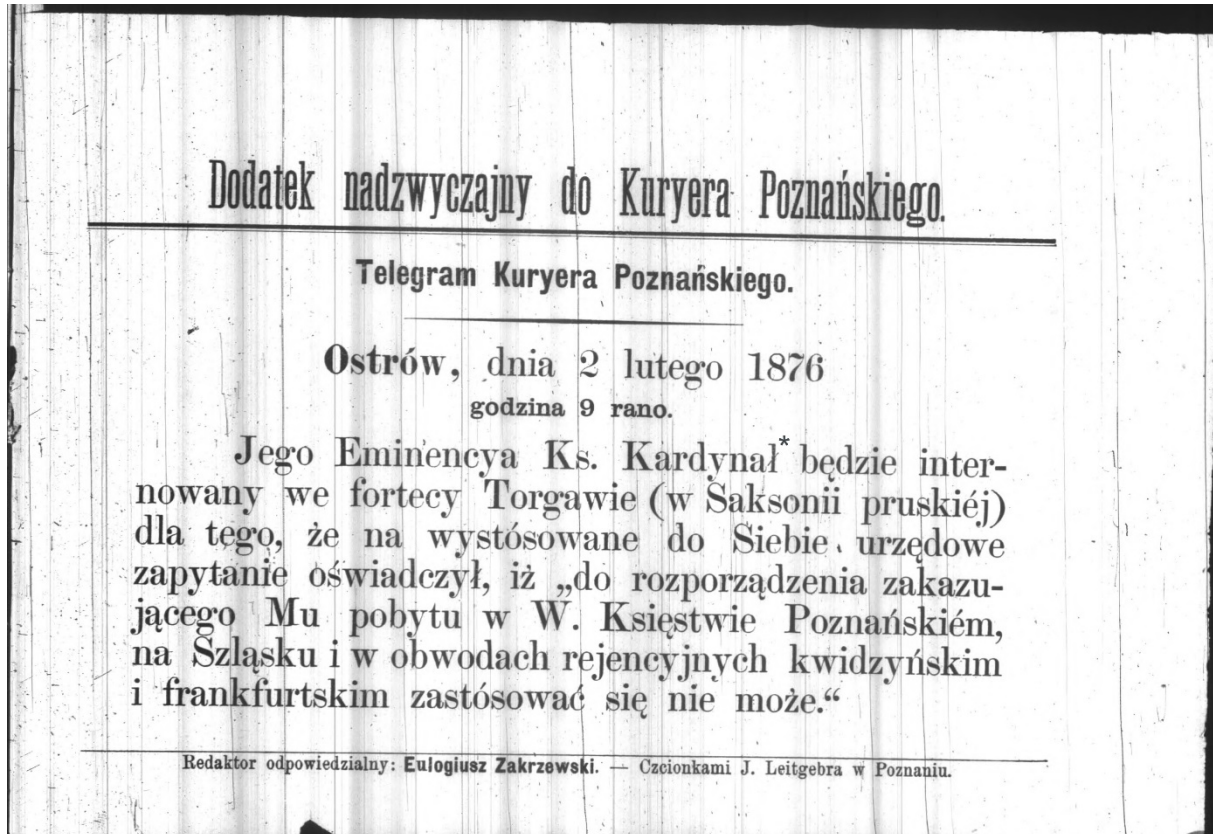 Dodatek nadzwyczajny do Kuryera Poznańskiego.
Telegram Kuryera Poznańskiego.
Ostrów, dnia 2 lutego 1876
godzina 9 rano.
Jego Eminencya Ks. Kardynał* będzie inter-
nowany we fortecy Torgawie (w Saksonii pruskiéj)
dla tego, że na wystósowane do Siebie urzędowe
zapytanie oświadczył, iż „do rozporządzenia zakazu-
jącego Mu pobytu w W. Księstwie Poznańskiém,
na Szląsku i w obwodach rejencyjnych kwidzyńskim
i frankfurtskim zastósować się nie może.“
Redaktor odpowiedzialny: Eulogiusz Zakrzewski. — Czcionkami J. Leitgebra w Poznaniu.